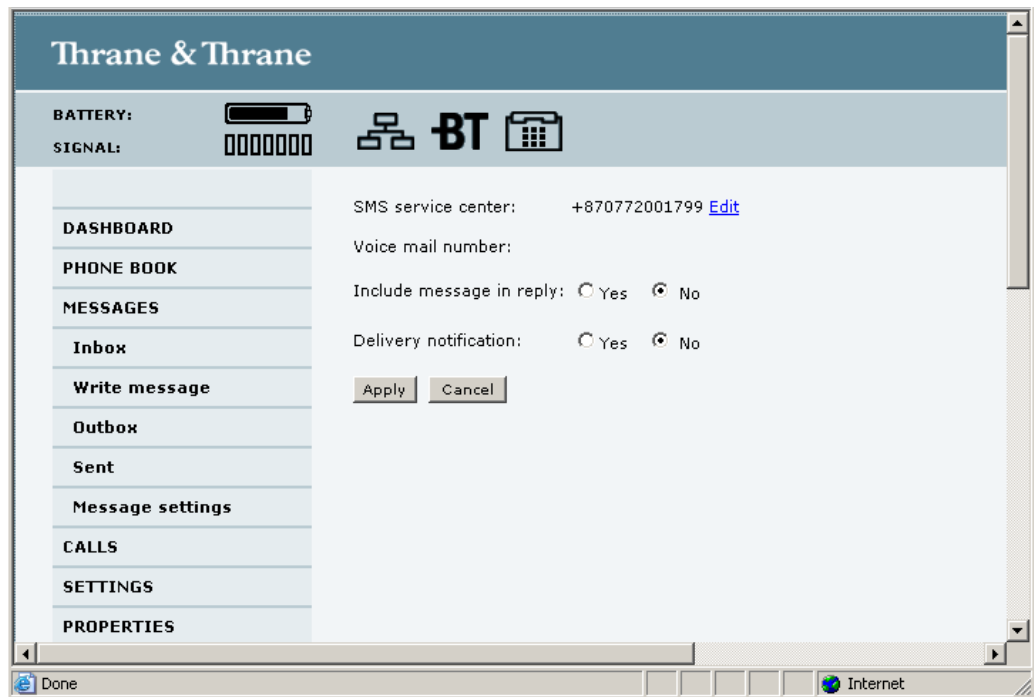 Thrane & Thrane
BATTERY:
SIGNAL:
BT
DASHBOARD
PHONE BOOK
MESSAGES
Inbox
Write message
Outbox
Sent
Message settings
CALLS
SETTINGS
PROPERTIES
SMS service center: +870772001799 Edit
Voice mail number:
Include message in reply: Yes No
Delivery notification: Yes No
Apply Cancel
Done Internet